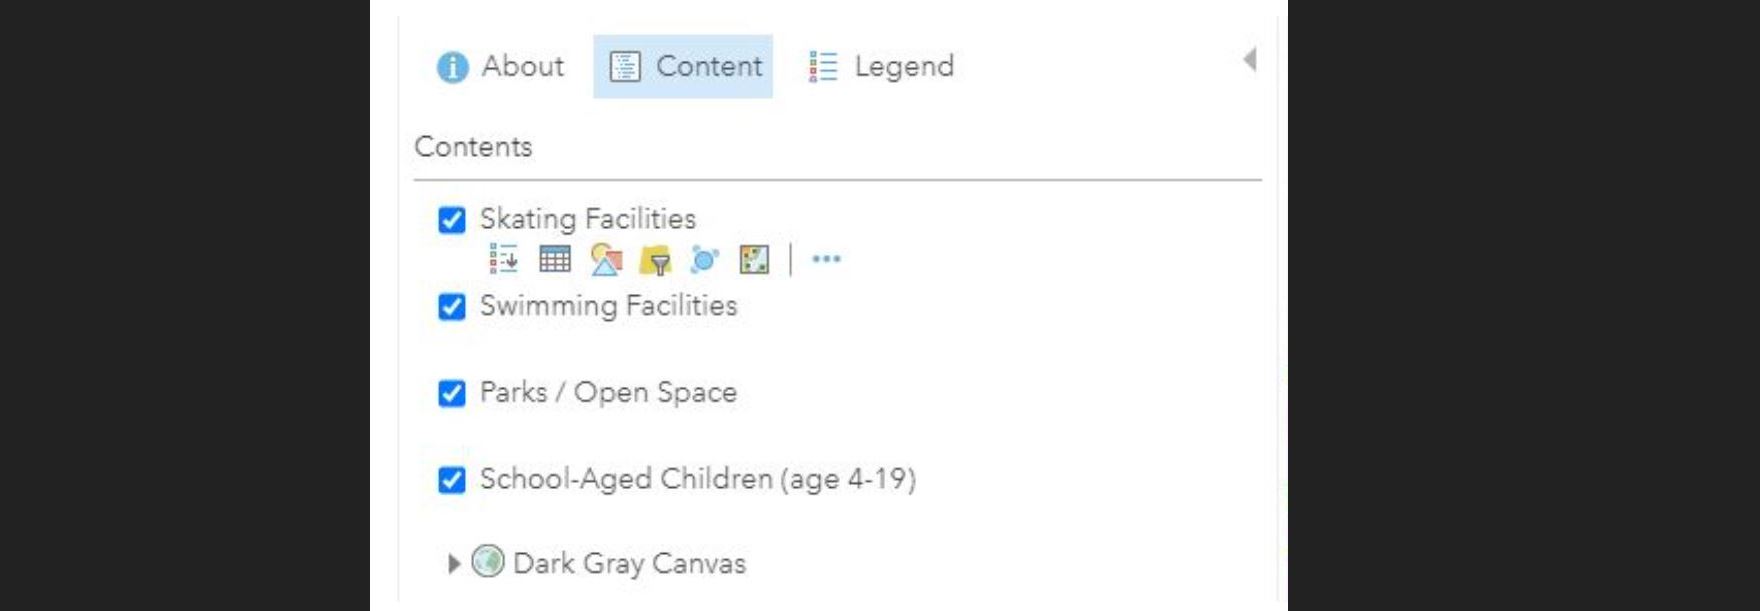 About Content Legend
Contents
Skating Facilities
Swimming Facilities
Parks / Open Space
School-Aged Children (age 4-19)
Dark Gray Canvas